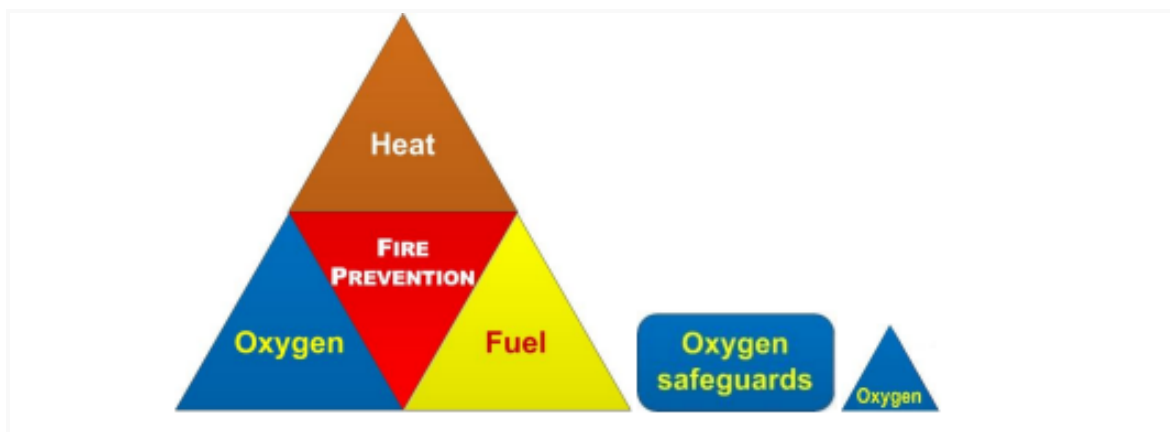 Heat
FIRE
PREVENTION
Oxygen
Fuel
Oxygen
safeguards
Oxygen